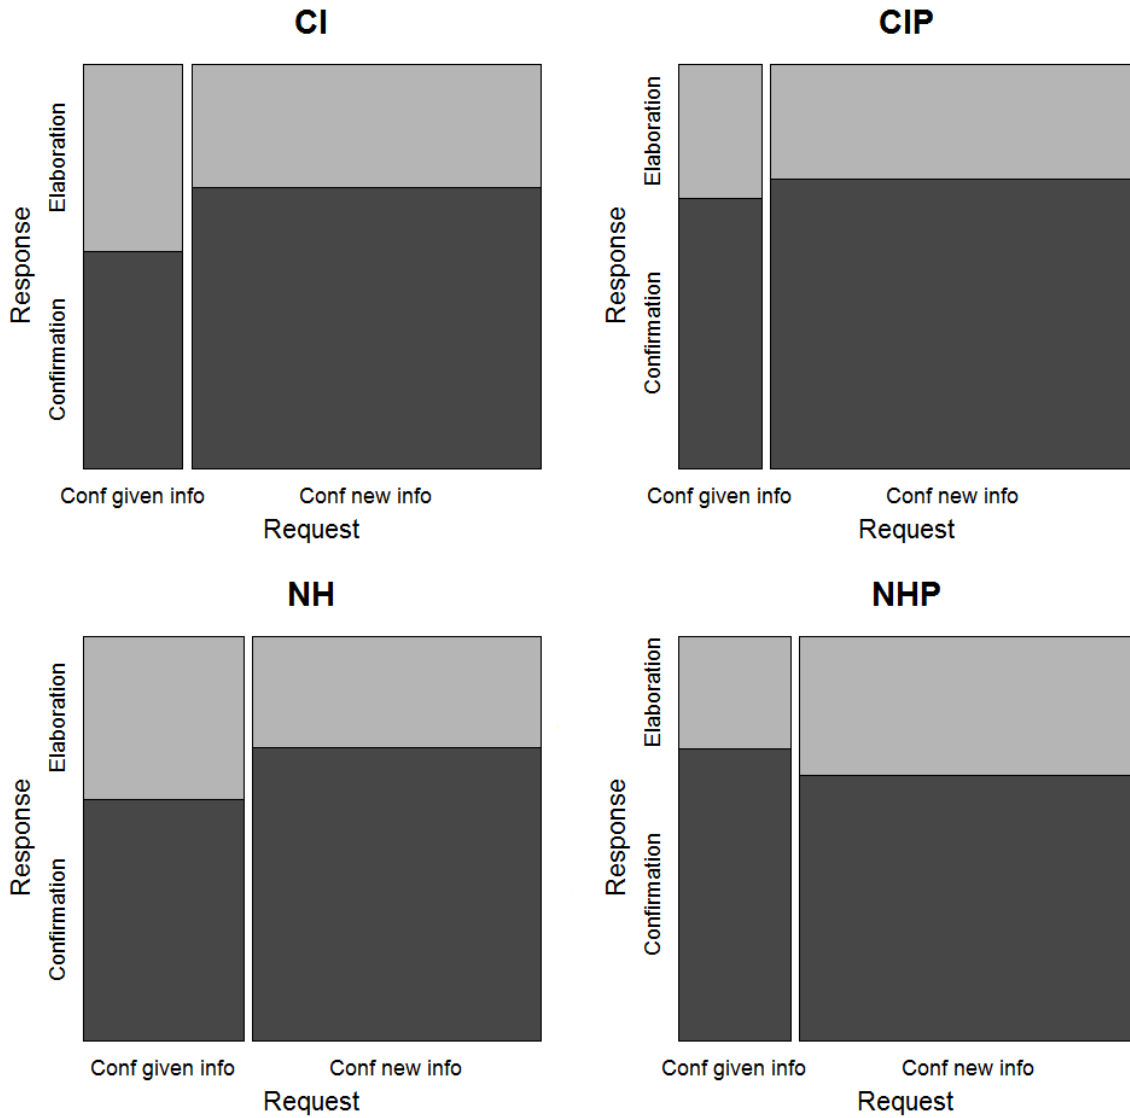 CI
Response
Elaboration
Confirmation
Conf given info
Conf new info
Request
CIP
Response
Elaboration
Confirmation
Conf given info
Conf new info
Request
NH
Response
Elaboration
Confirmation
Conf given info
Conf new info
Request
NHP
Response
Elaboration
Confirmation
Conf given info
Conf new info
Request